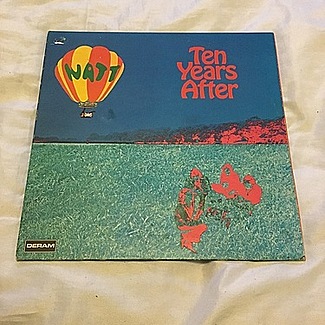 WATT
Ten
Years
After
DERAM